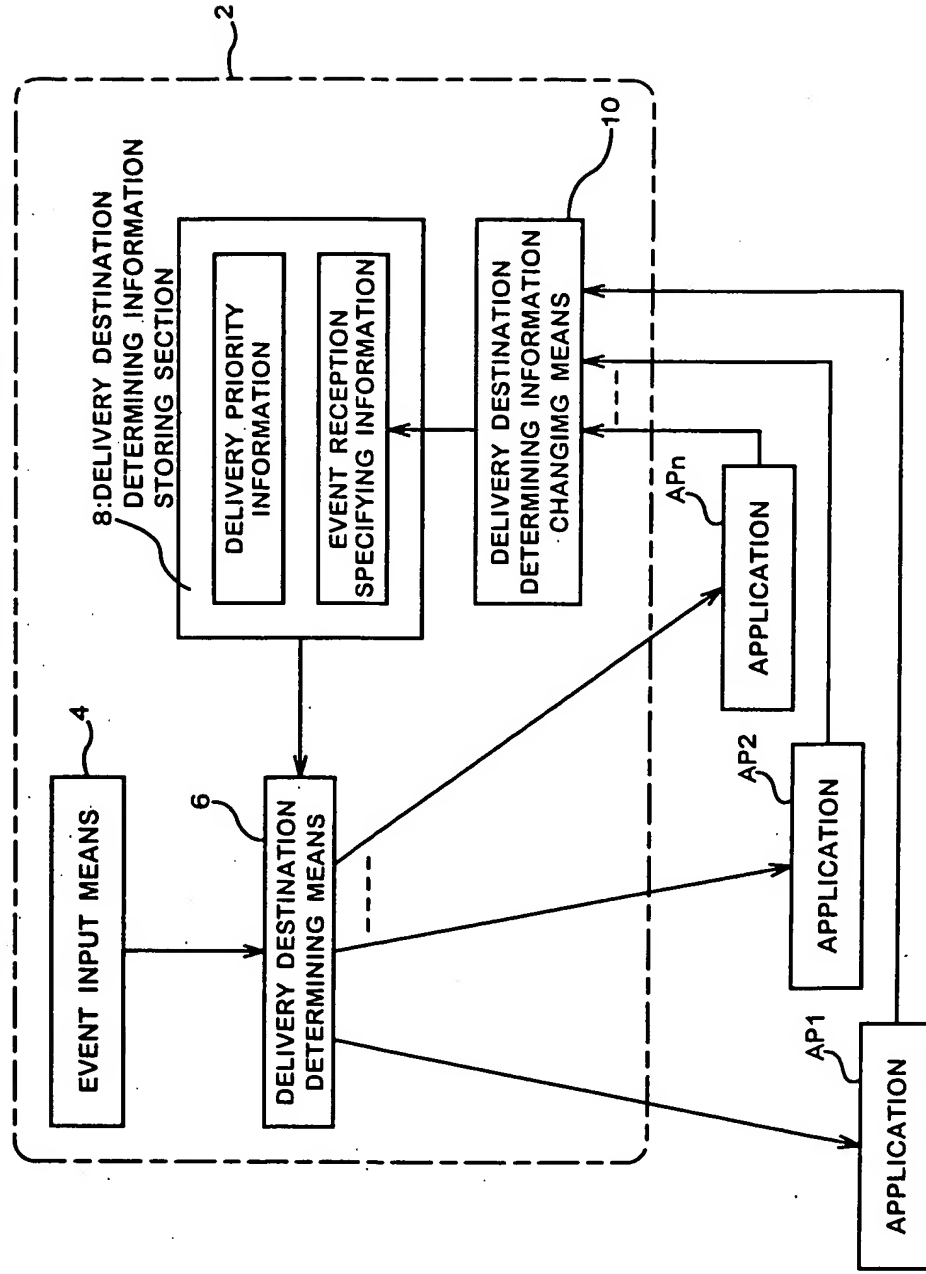 2
EVENT INPUT MEANS
4
DELIVERY DESTINATION
DETERMINING MEANS
6
8:DELIVERY DESTINATION
DETERMINING INFORMATION
STORING SECTION
DELIVERY PRIORITY
INFORMATION
EVENT RECEPTION
SPECIFYING INFORMATION
DELIVERY DESTINATION
DETERMINING INFORMATION
CHANGIMG MEANS
10
APPLICATION
AP1
APPLICATION
AP2
APPLICATION
APn